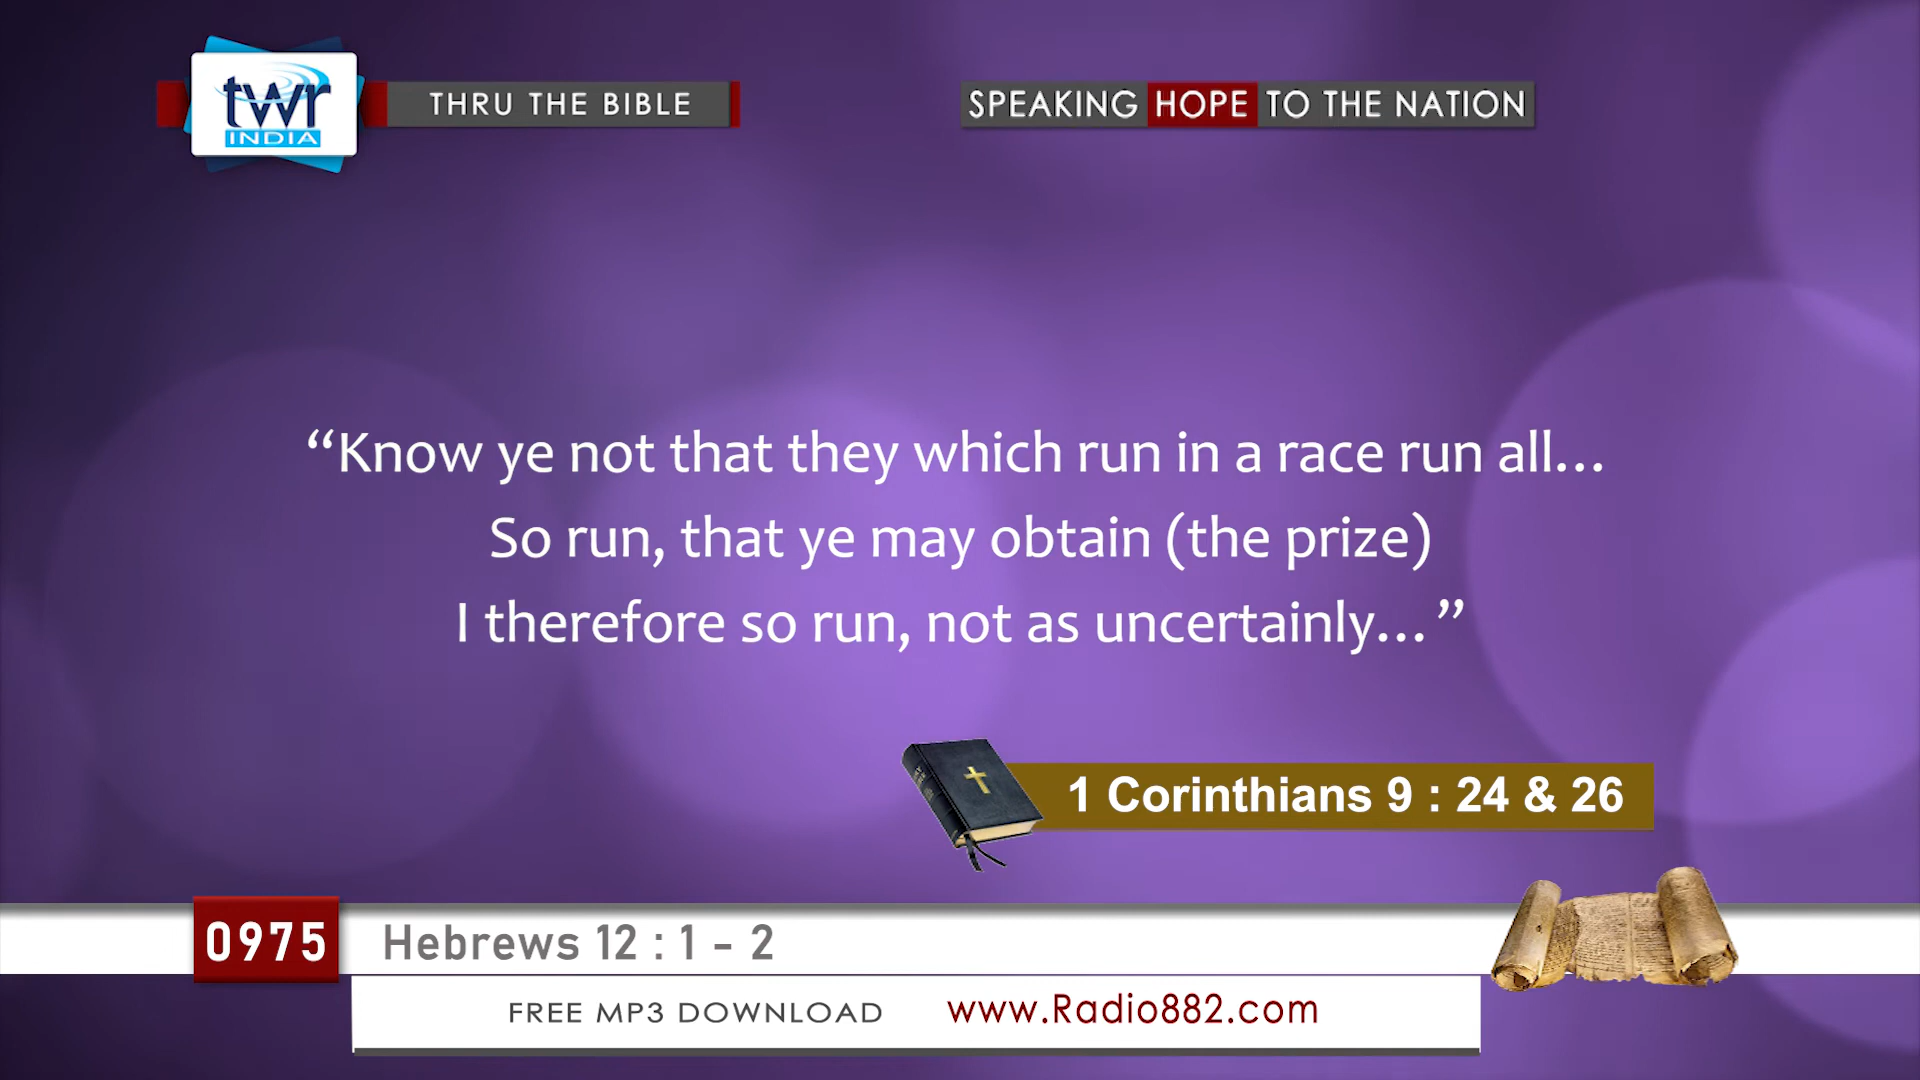 twr
INDIA
THRU THE BIBLE
SPEAKING HOPE TO THE NATION
“Know ye not that they which run in a race run all...
So run, that ye may obtain (the prize)
I therefore so run, not as uncertainly...”
1 Corinthians 9 : 24 & 26
0975
Hebrews 12 : 1 - 2
FREE MP3 DOWNLOAD www.Radio882.com